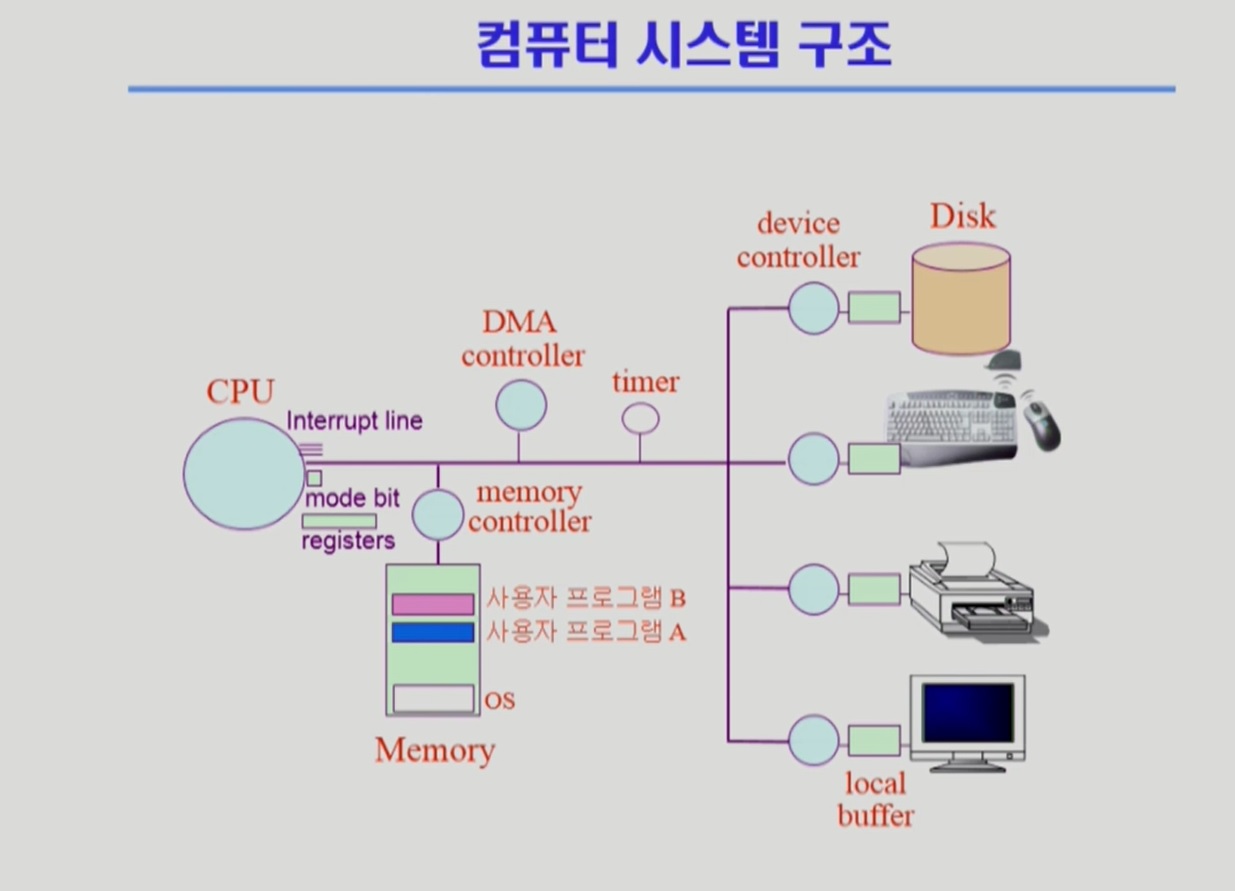 컴퓨터 시스템 구조
device
controller
Disk
DMA
controller
timer
CPU
Interrupt line
mode bit
registers
memory
controller
사용자 프로그램 B
사용자 프로그램 A
OS
Memory
local
buffer